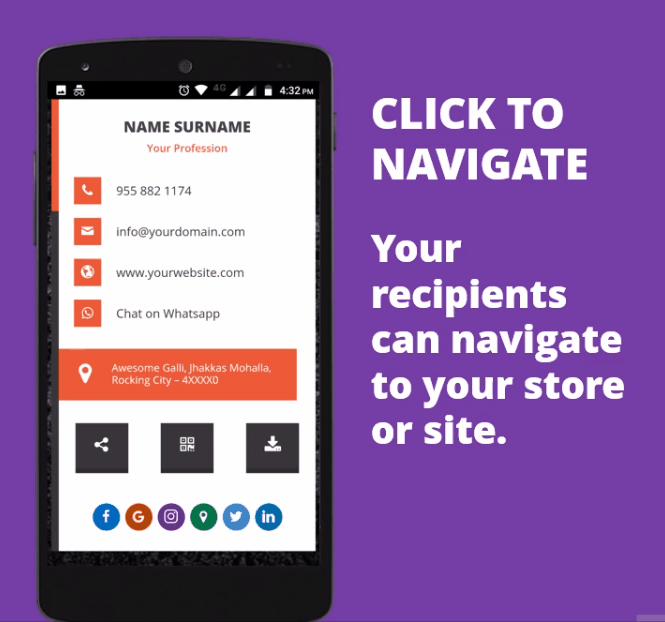 4G 4:32 PM
NAME SURNAME
Your Profession
955 882 1174
info@yourdomain.com
www.yourwebsite.com
Chat on Whatsapp
Awesome Galli, Jhakkas Mohalla,
Rocking City – 4XXXX0
f G in
CLICK TO
NAVIGATE
Your
recipients
can navigate
to your store
or site.